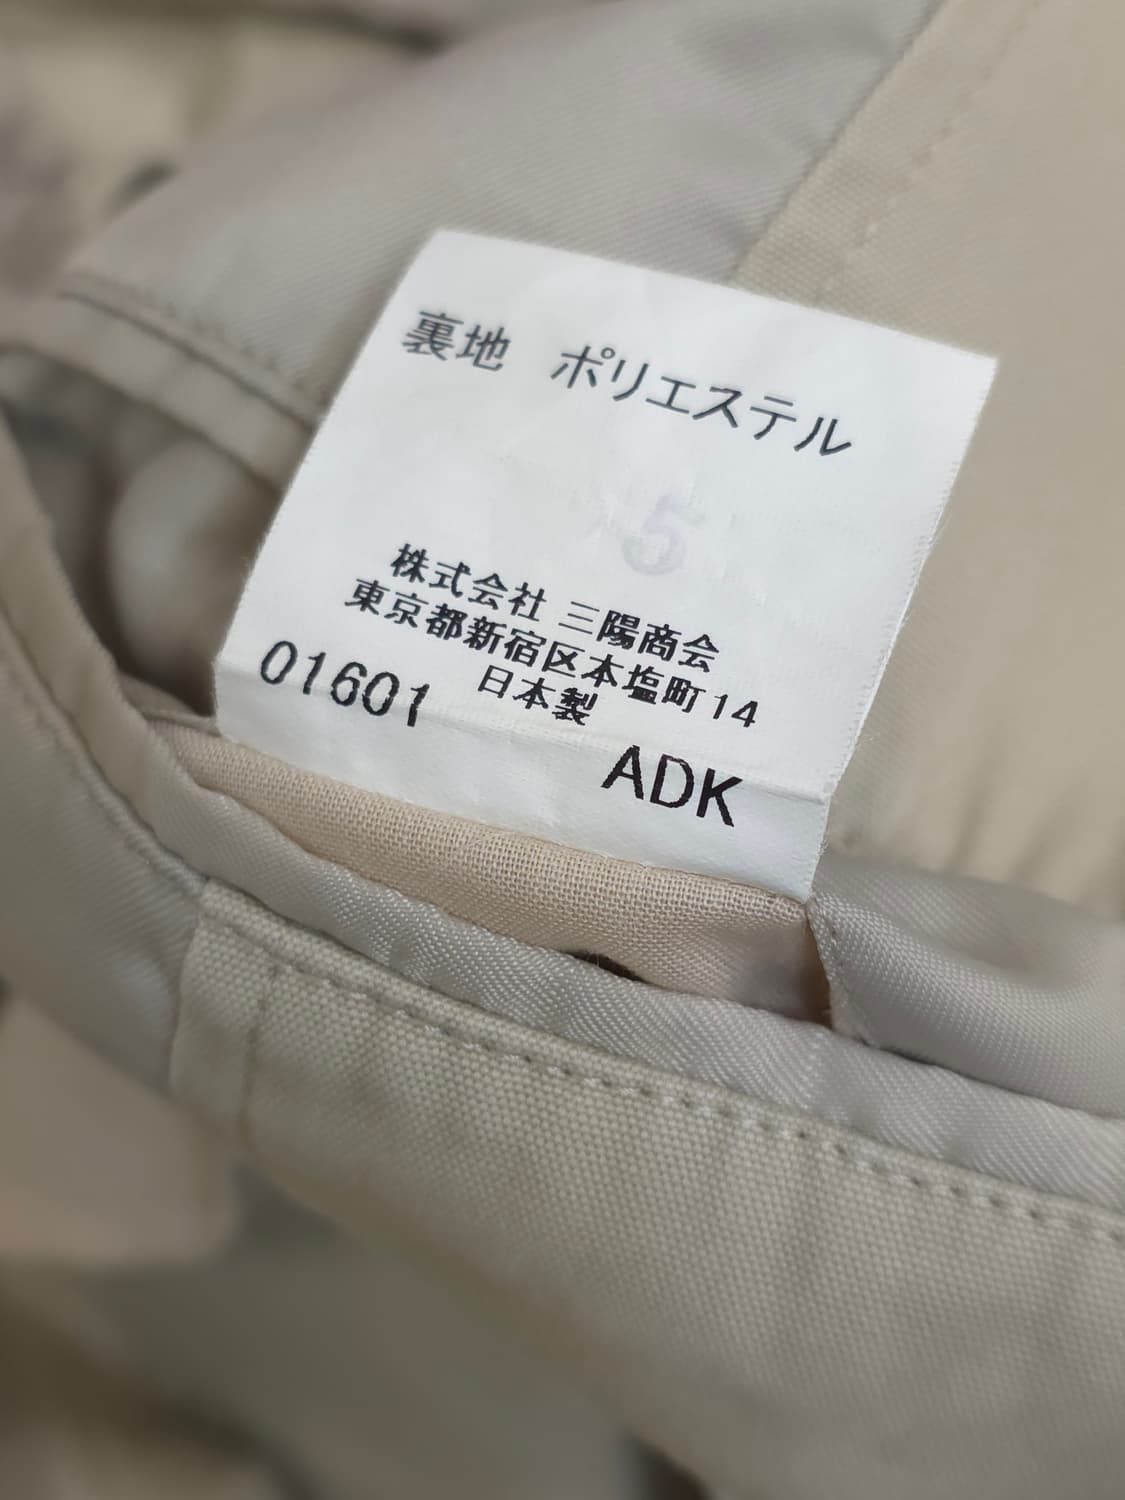 裏地 ポリエステル
5
株式会社 三陽商会
東京都新宿区本塩町14
日本製
01601
ADK